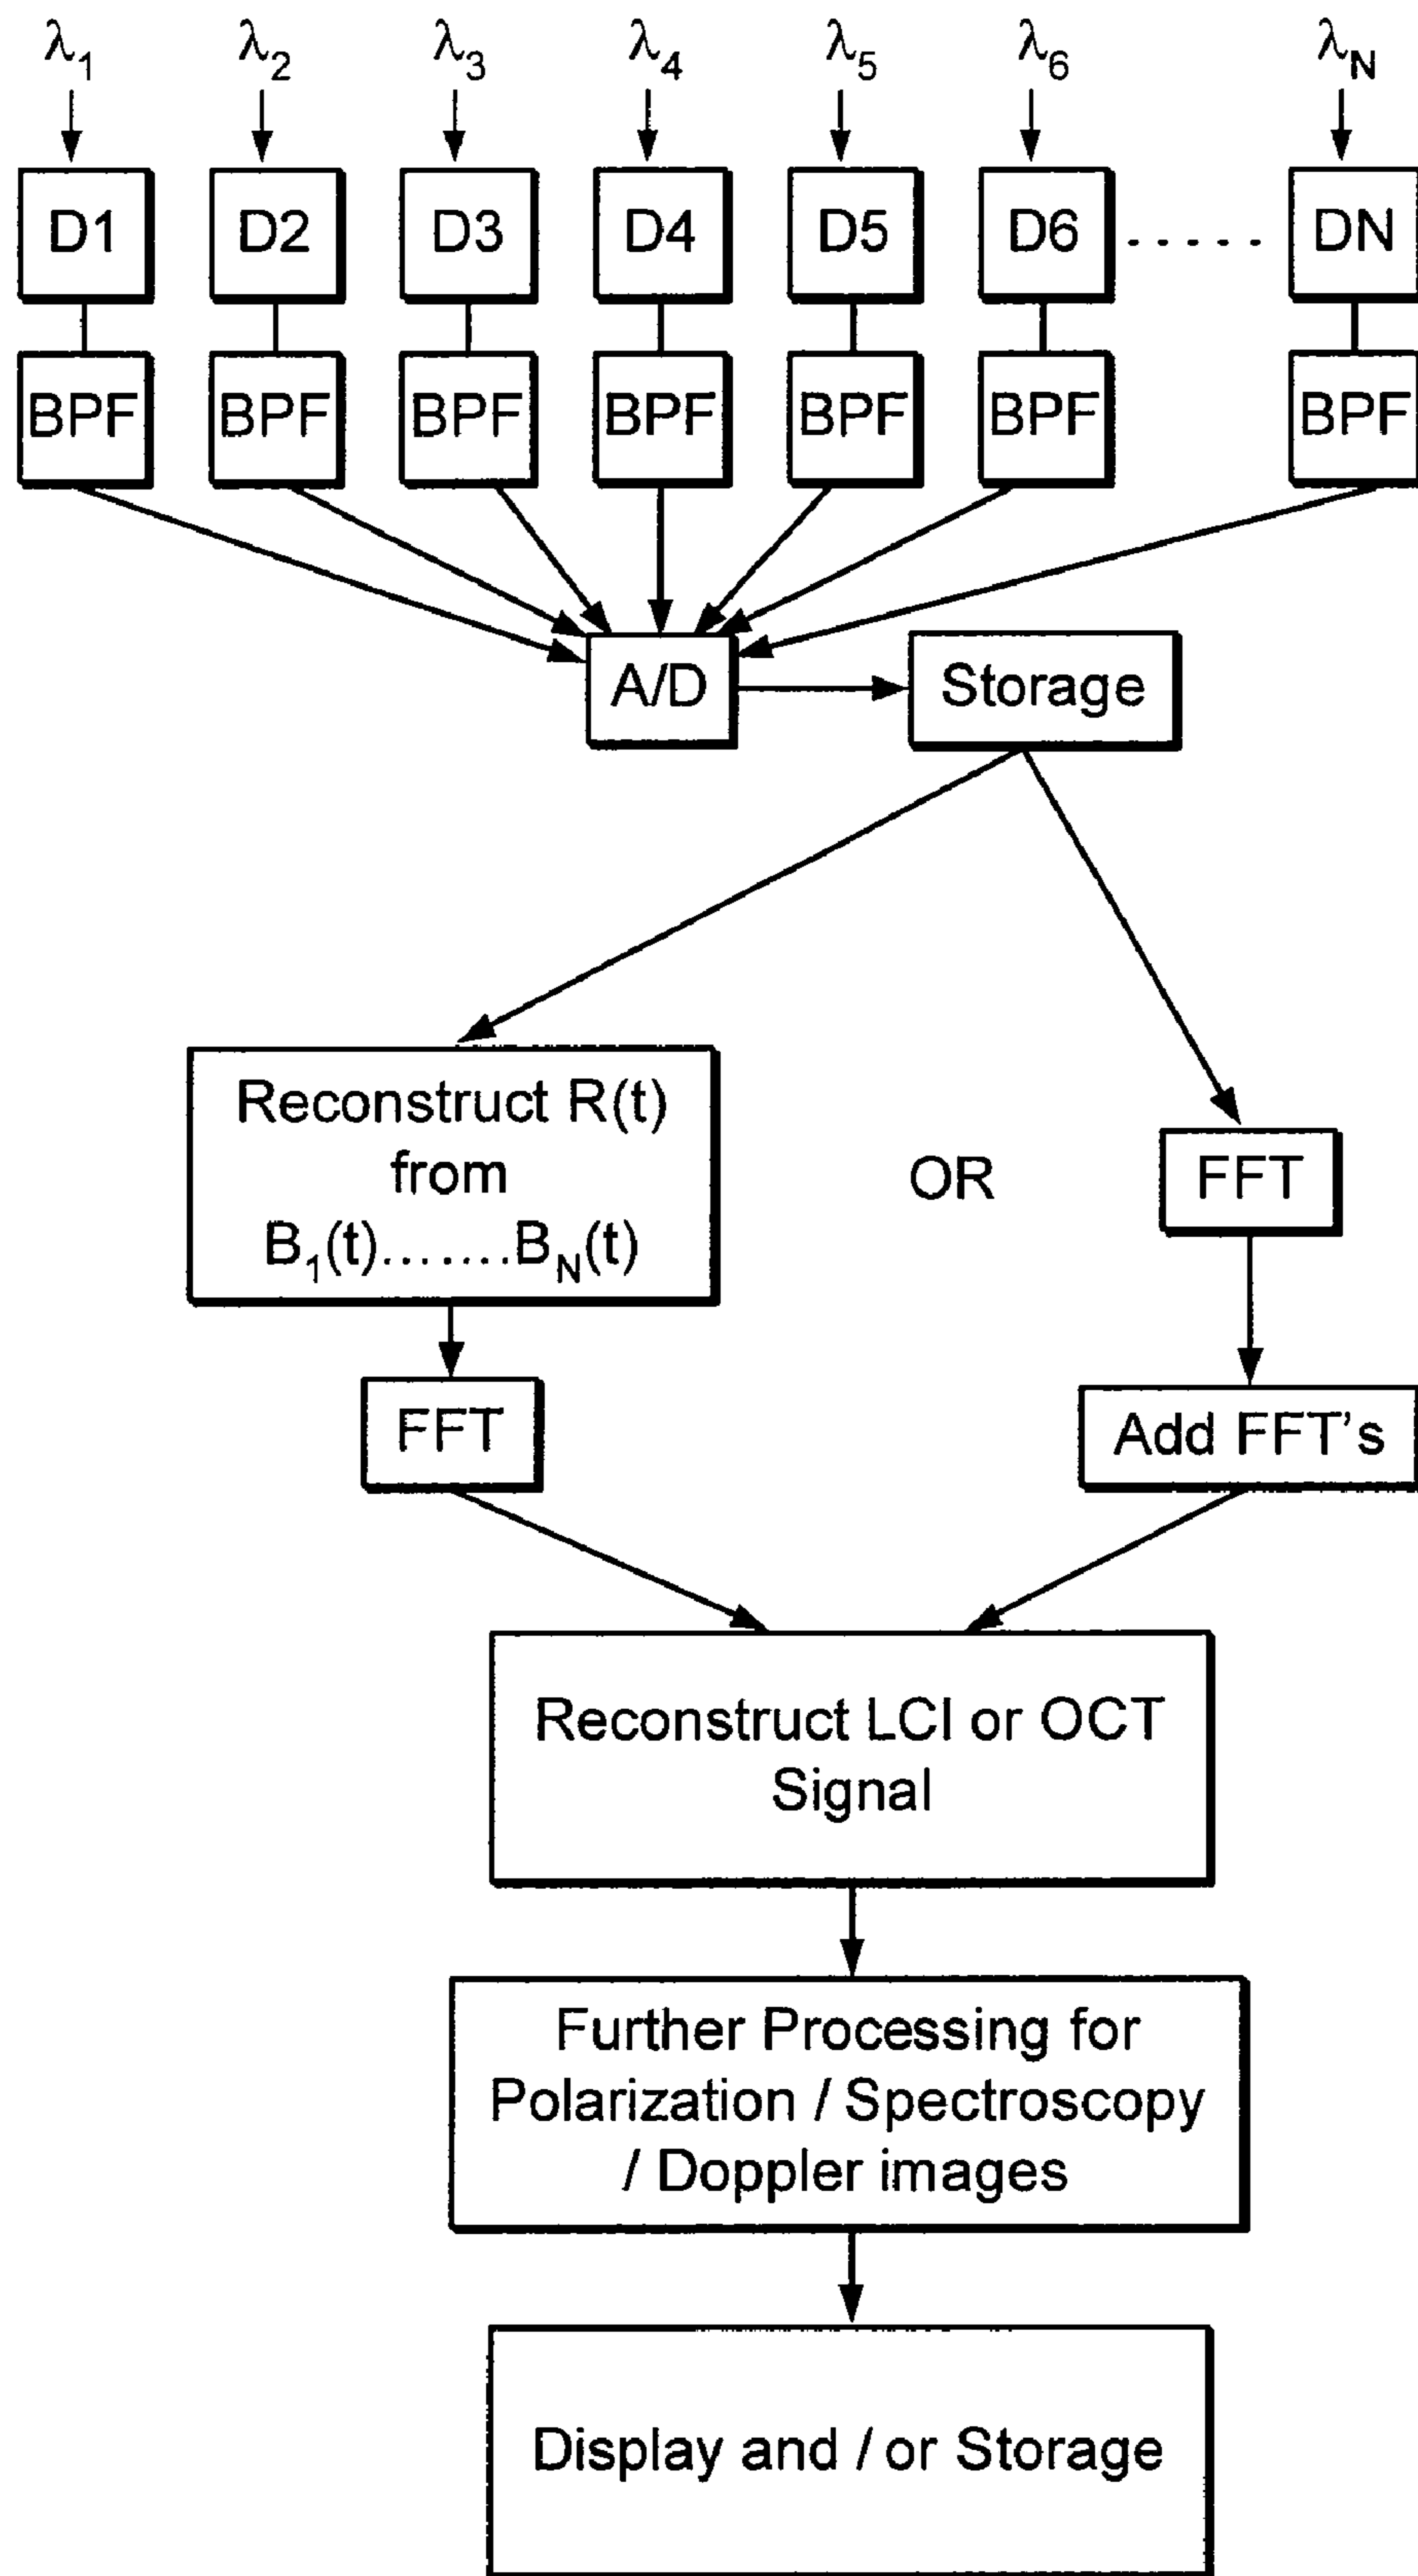 λ1 λ2 λ3 λ4 λ5 λ6 λN
D1 D2 D3 D4 D5 D6 ..... DN
BPF BPF BPF BPF BPF BPF BPF
A/D Storage
Reconstruct R(t)
from
B1(t)........BN(t)
OR
FFT
FFT
Add FFT's
Reconstruct LCI or OCT
Signal
Further Processing for
Polarization / Spectroscopy
/ Doppler images
Display and / or Storage